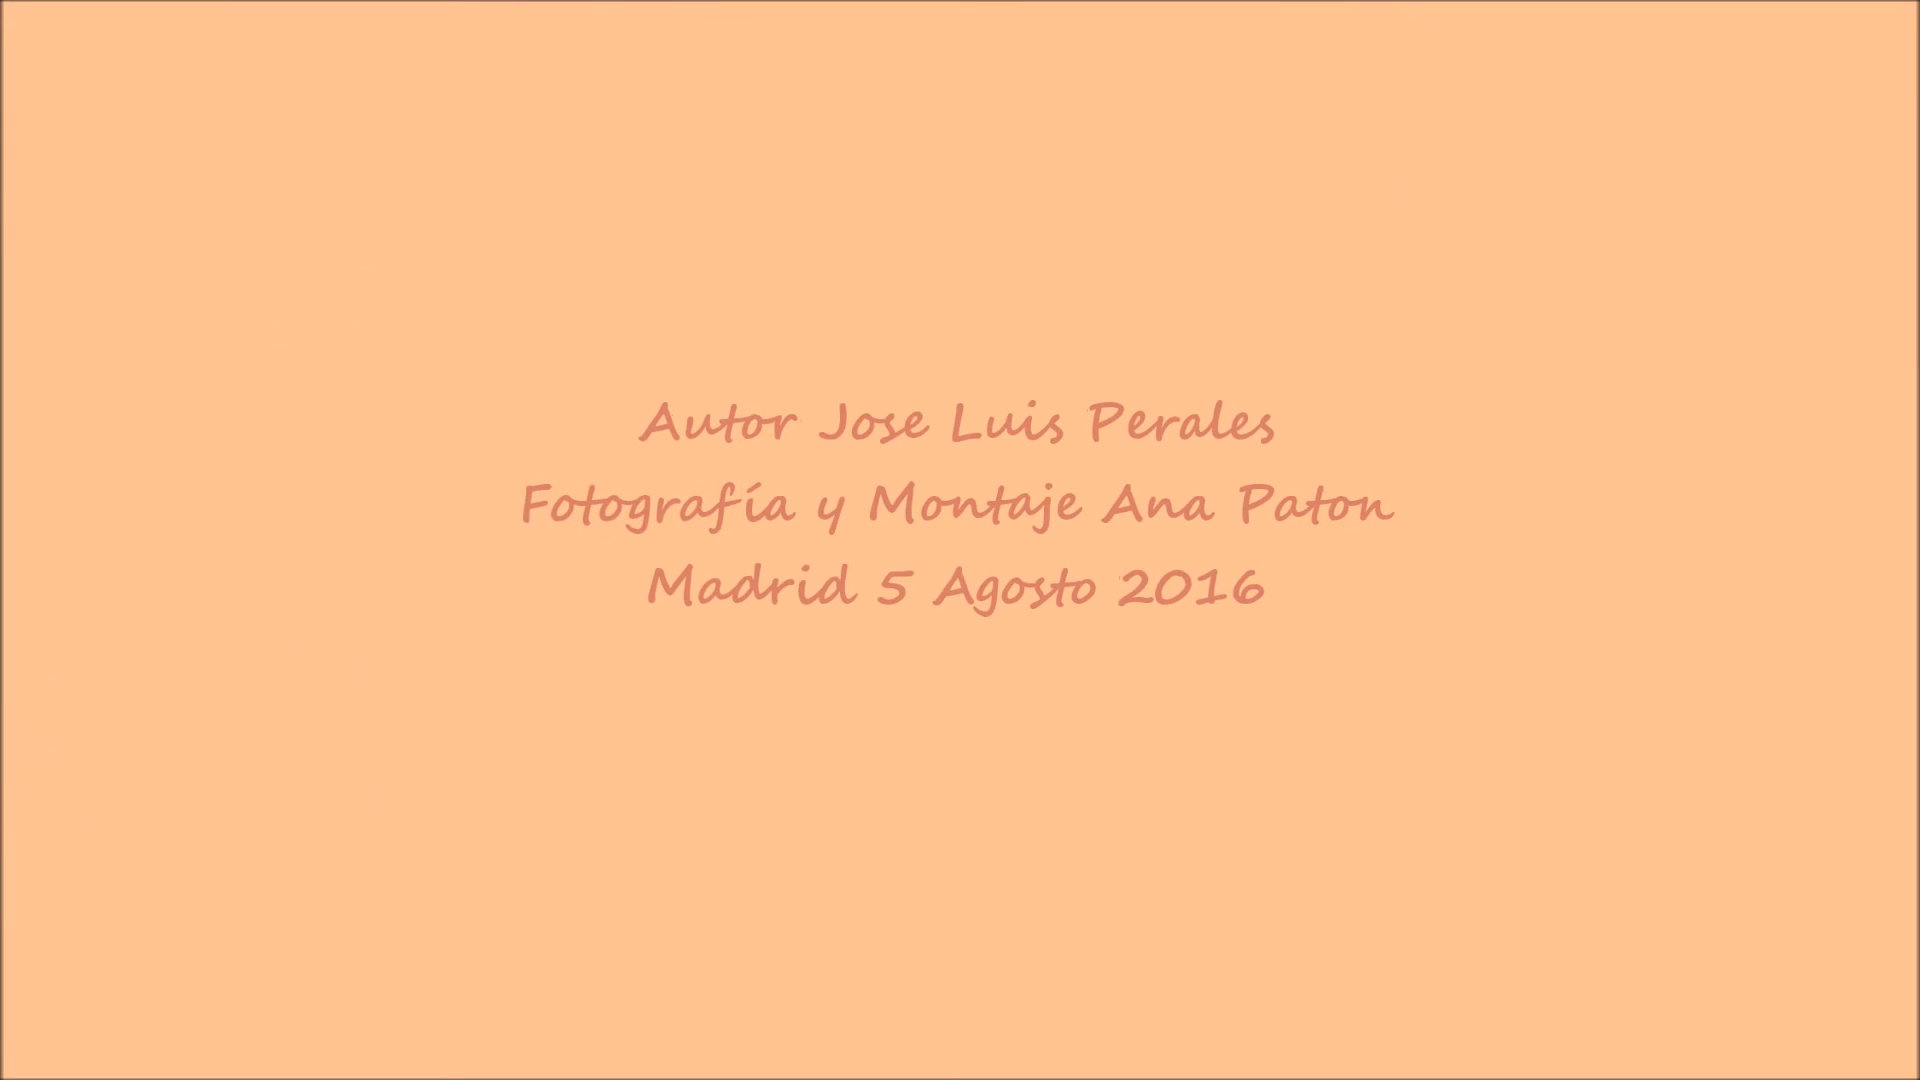 Autor Jose Luis Perales
Fotografía y Montaje Ana Paton
Madrid 5 Agosto 2016